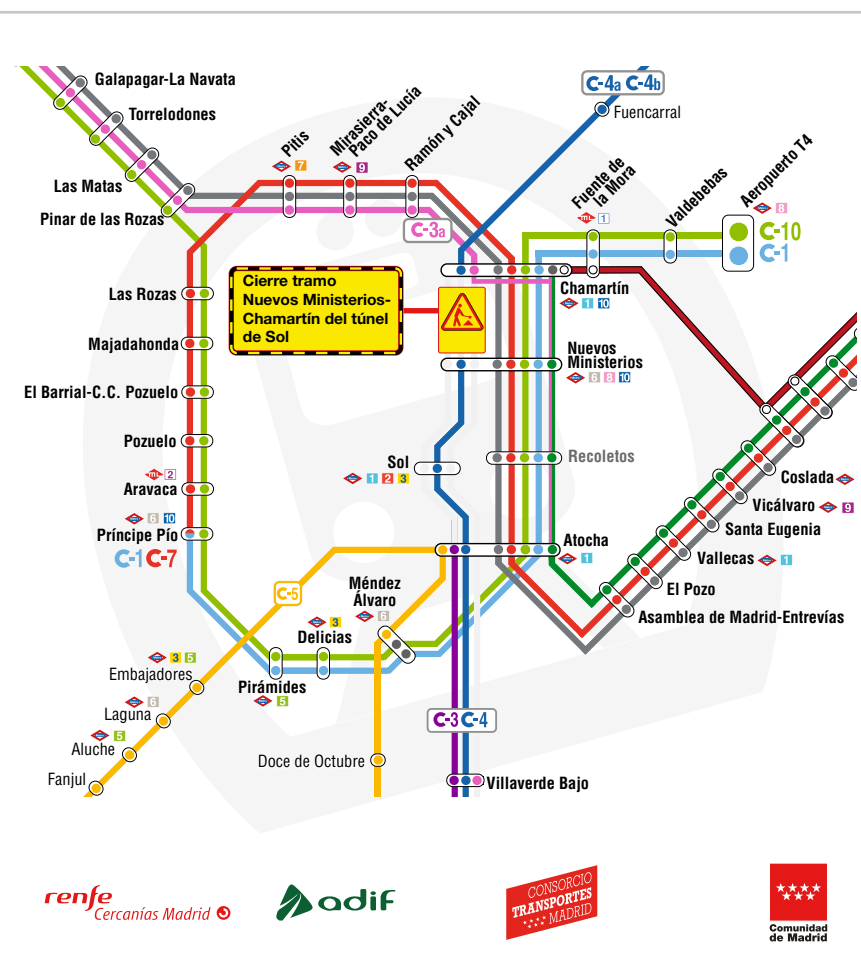 Galapagar-La Navata
Torrelodones
Las Matas
Pinar de las Rozas
Pitis
7
Mirasierra-
Paco de Lucía
9
Ramón y Cajal
C-3a
C-4a C-4b
Fuencarral
Fuente de
la Mora
ML 1
Valdebebas
Aeropuerto T4
8
C-10
C-1
Cierre tramo
Nuevos Ministerios-
Chamartín del túnel
de Sol
Chamartín
1 10
Las Rozas
Majadahonda
El Barrial-C.C. Pozuelo
Pozuelo
ML 2
Aravaca
6 10
Príncipe Pío
C-1 C-7
Nuevos
Ministerios
6 8 10
Sol
1 2 3
Recoletos
Atocha
1
Coslada
Vicálvaro 9
Santa Eugenia
Vallecas 1
El Pozo
Asamblea de Madrid-Entrevías
C-5
Méndez
Álvaro
6
3
Delicias
Pirámides
5
3 5
Embajadores
6
Laguna
5
Aluche
Fanjul
Doce de Octubre
C-3 C-4
Villaverde Bajo
renfe
Cercanías Madrid
adif
CONSORCIO
TRANSPORTES
MADRID
Comunidad
de Madrid